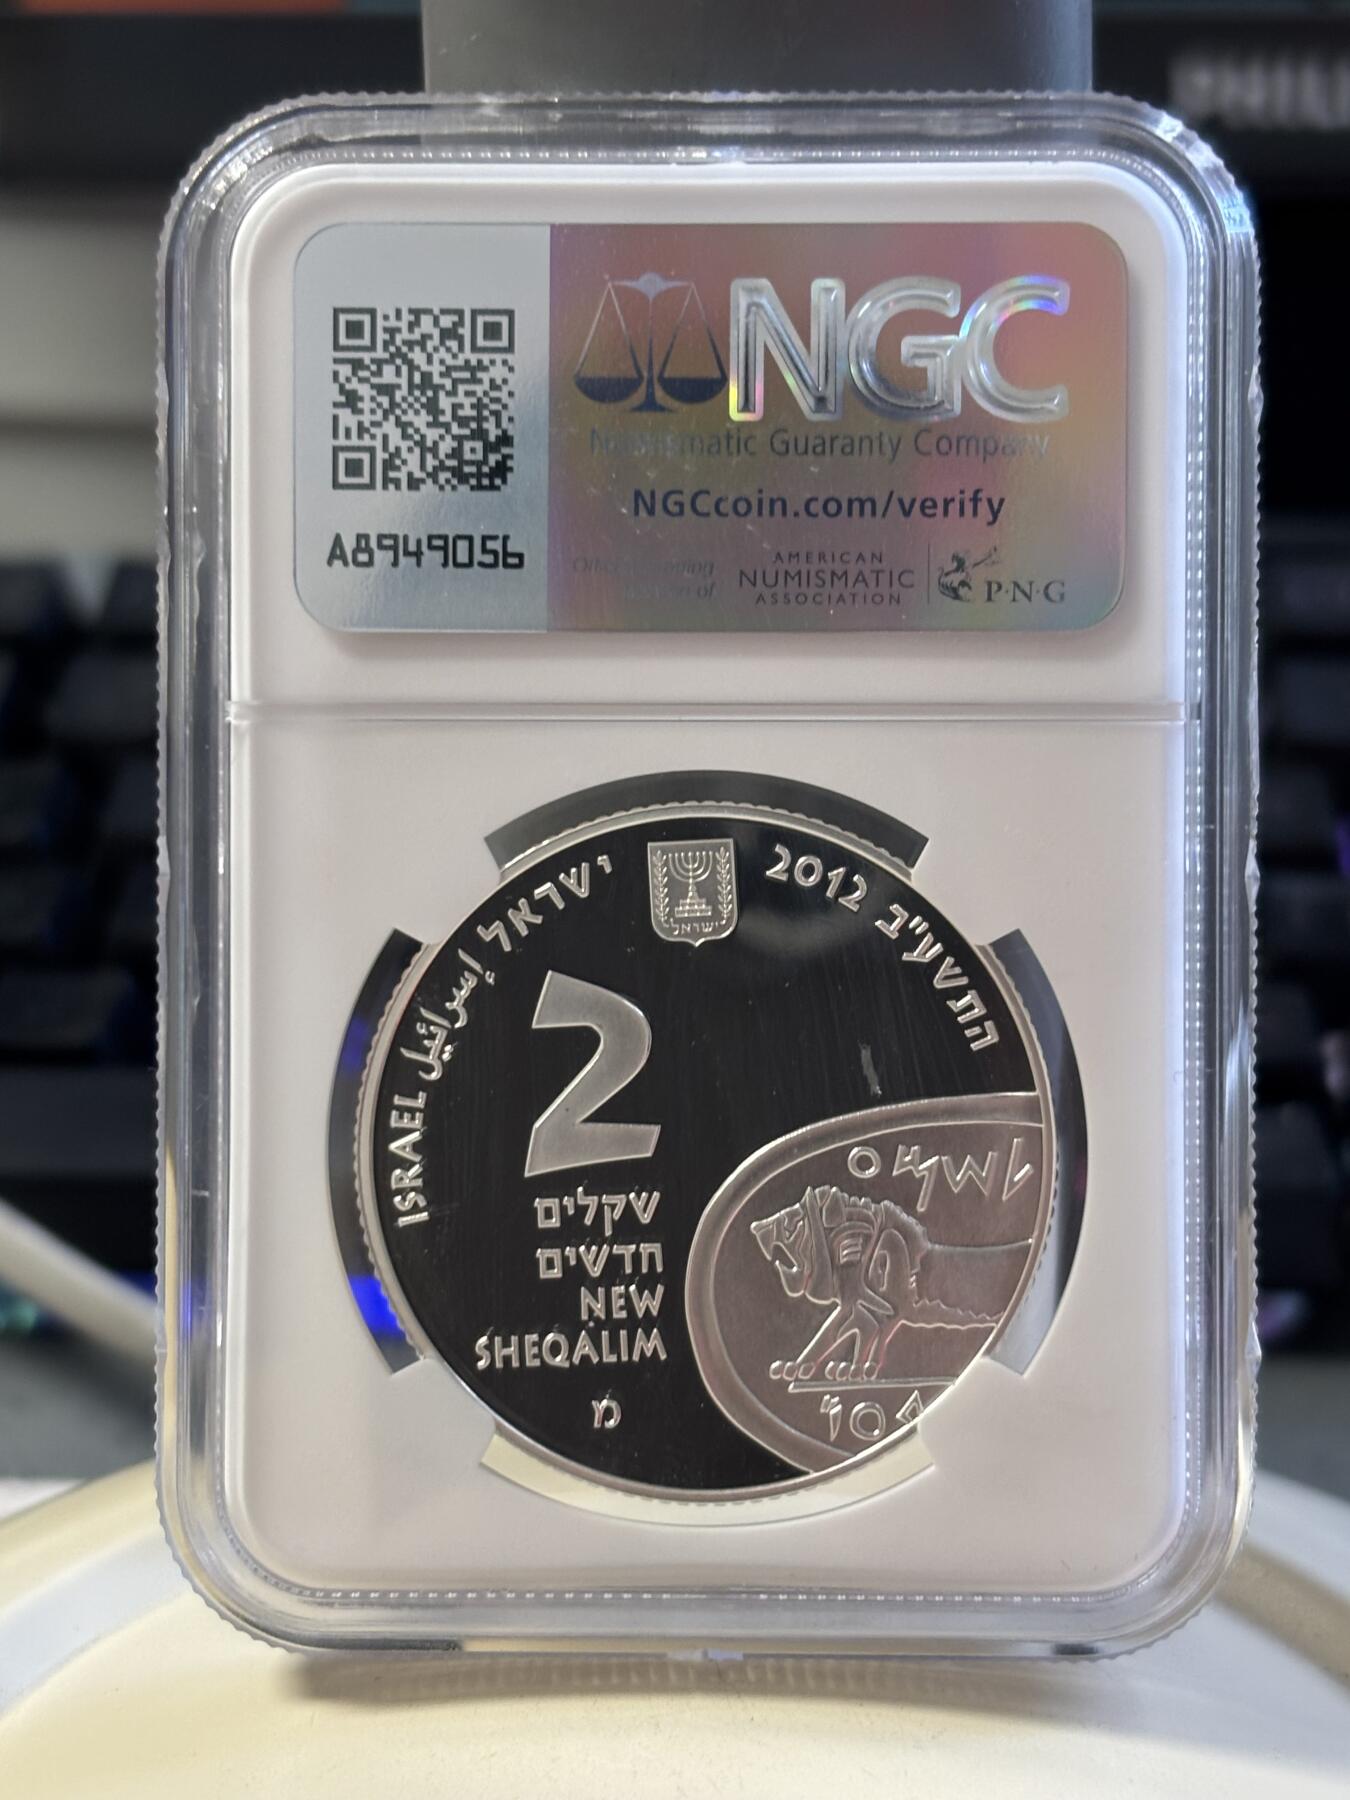 NGC
Numismatic Guaranty Company
NGCcoin.com/verify
A8949056
AMERICAN
NUMISMATIC
ASSOCIATION
P·N·G
ISRAEL إسرائيل ישראל
ישראל
2012 התשע"ב
2
שקלים
חדשים
NEW
SHEQALIM
מ